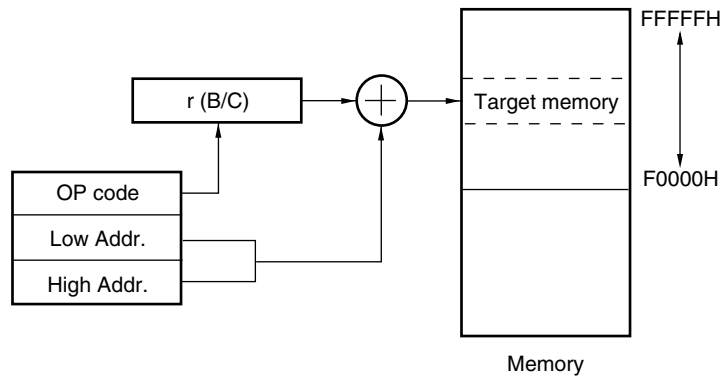 FFFFFH
r (B/C)
Target memory
OP code
F0000H
Low Addr.
High Addr.
Memory